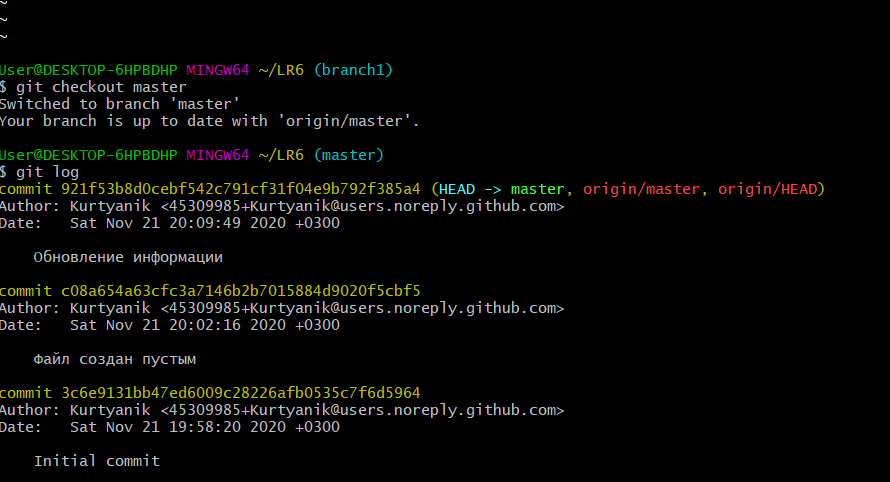 ~
~
~
User@DESKTOP-6HPBDHP MINGW64 ~/LR6 (branch1)
$ git checkout master
Switched to branch 'master'
Your branch is up to date with 'origin/master'.
User@DESKTOP-6HPBDHP MINGW64 ~/LR6 (master)
$ git log
commit 921f53b8d0cebf542c791cf31f04e9b792f385a4 (HEAD -> master, origin/master, origin/HEAD)
Author: Kurtyanik <45309985+Kurtyanik@users.noreply.github.com>
Date:   Sat Nov 21 20:09:49 2020 +0300
Обновление информации
commit c08a654a63cfc3a7146b2b7015884d9020f5cbf5
Author: Kurtyanik <45309985+Kurtyanik@users.noreply.github.com>
Date:   Sat Nov 21 20:02:16 2020 +0300
Файл создан пустым
commit 3c6e9131bb47ed6009c28226afb0535c7f6d5964
Author: Kurtyanik <45309985+Kurtyanik@users.noreply.github.com>
Date:   Sat Nov 21 19:58:20 2020 +0300
Initial commit